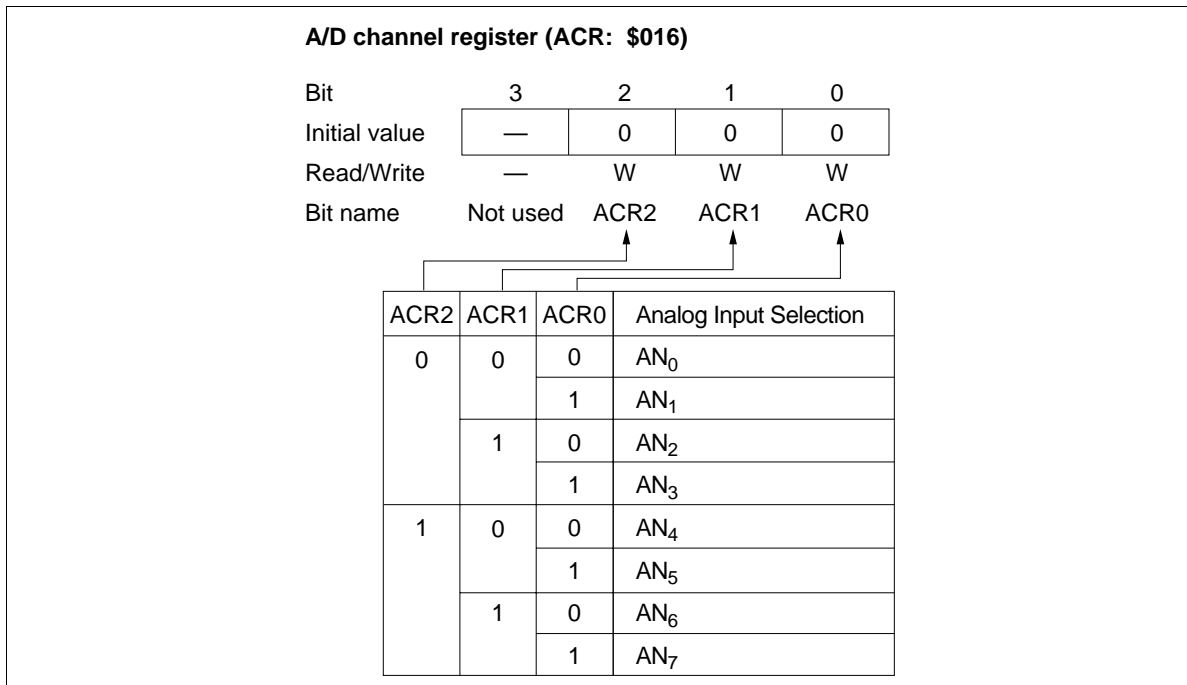 A/D channel register (ACR: $016)
Bit 3 2 1 0
Initial value — 0 0 0
Read/Write — W W W
Bit name Not used ACR2 ACR1 ACR0
ACR2 ACR1 ACR0 Analog Input Selection
0 0 0 AN0
1 AN1
1 0 AN2
1 AN3
1 0 0 AN4
1 AN5
1 0 AN6
1 AN7